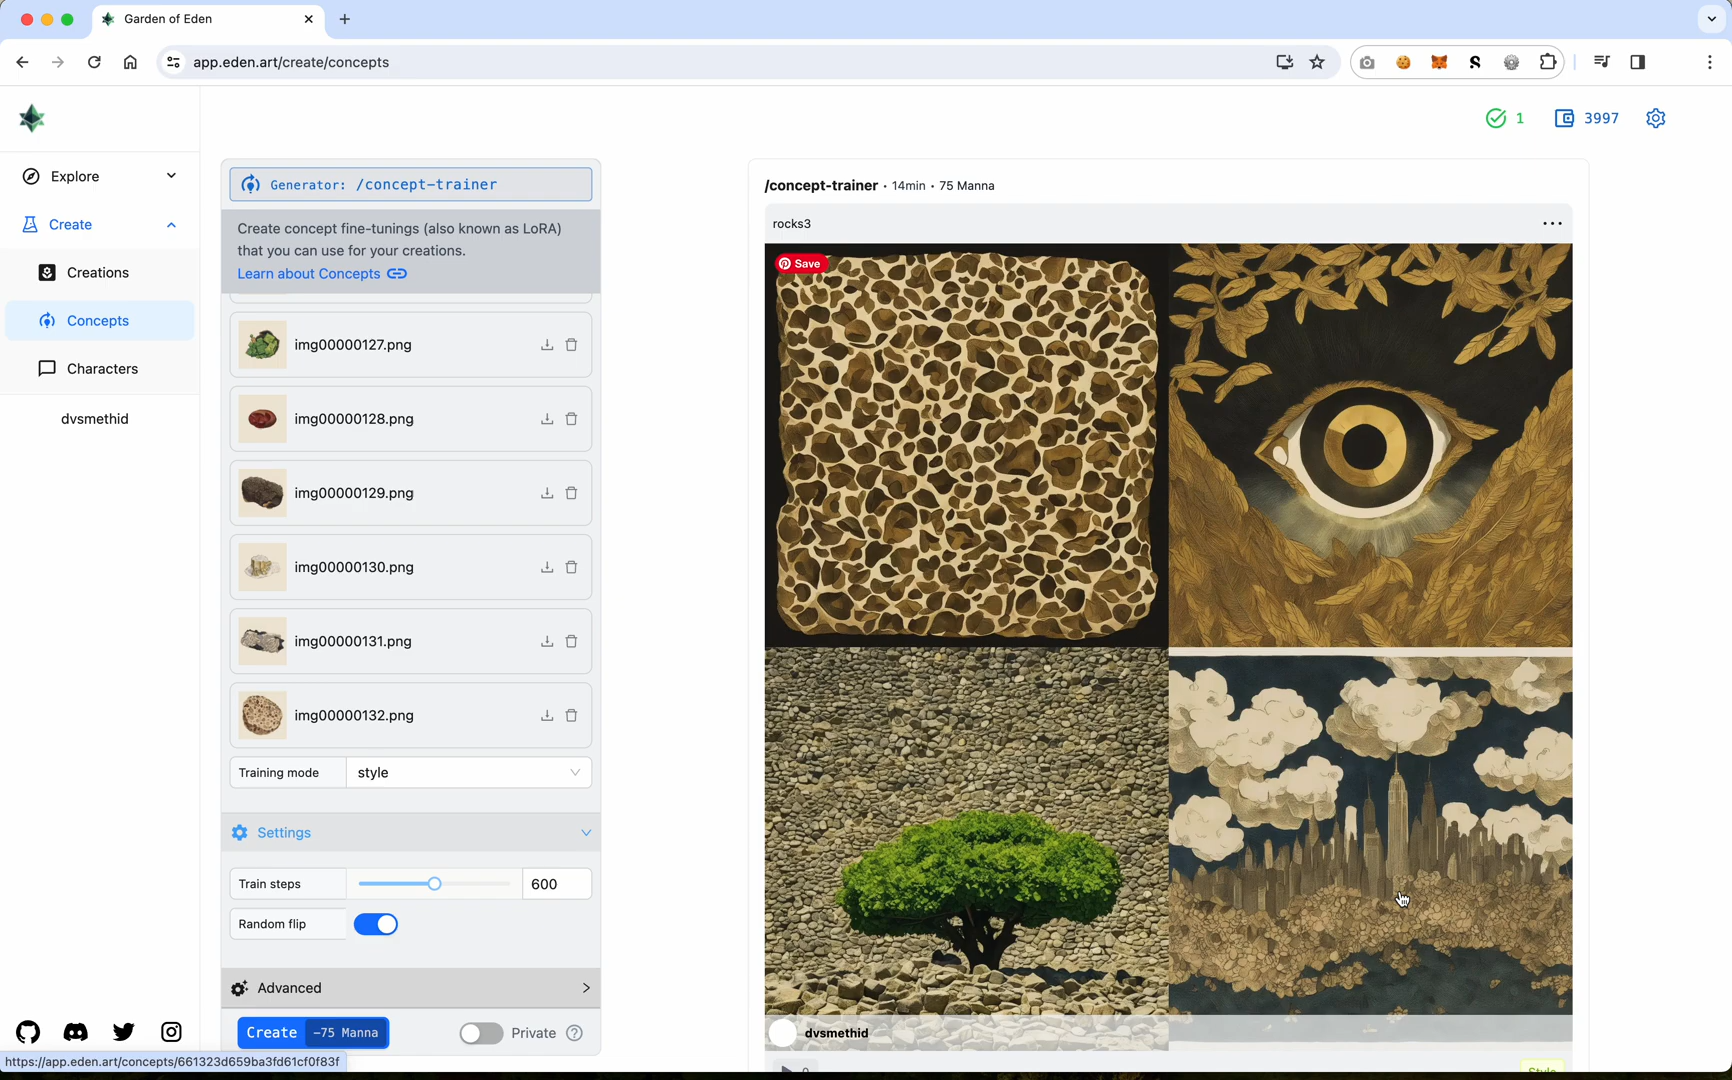 Garden of Eden
app.eden.art/create/concepts
1
3997
Explore
Create
Creations
Concepts
Characters
dvsmethid
Generator: /concept-trainer
Create concept fine-tunings (also known as LoRA)
that you can use for your creations.
Learn about Concepts
img00000127.png
img00000128.png
img00000129.png
img00000130.png
img00000131.png
img00000132.png
Training mode
style
Settings
Train steps
600
Random flip
Advanced
Create
-75 Manna
Private
/concept-trainer • 14min • 75 Manna
rocks3
Save
dvsmethid
0
Style
https://app.eden.art/concepts/661323d659ba3fd61cf0f83f